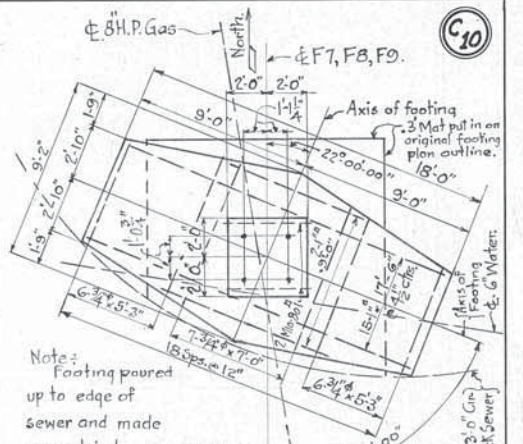 ℄ 8"H.P. Gas
North.
℄ F7, F8, F9.
C10
2'-0" 2'-0"
1'-1¼"
Axis of footing
3' Mat put in on
original footing
plan outline.
22°00'00"
18'-0"
9'-0"
9'-0"
1'-9"
2'-10"
9'-2"
2'-10"
1'-9"
2'-0"
2'-0"
6-¾"ϕ x 5'-3"
7-¾"ϕ x 7'-0"
18 Sps. @ 12"
6-¾"ϕ x 5'-3"
Axis of
Footing
℄ 6" Water.
3'-0" Cir.
Sewer
Note:
Footing poured
up to edge of
sewer and made